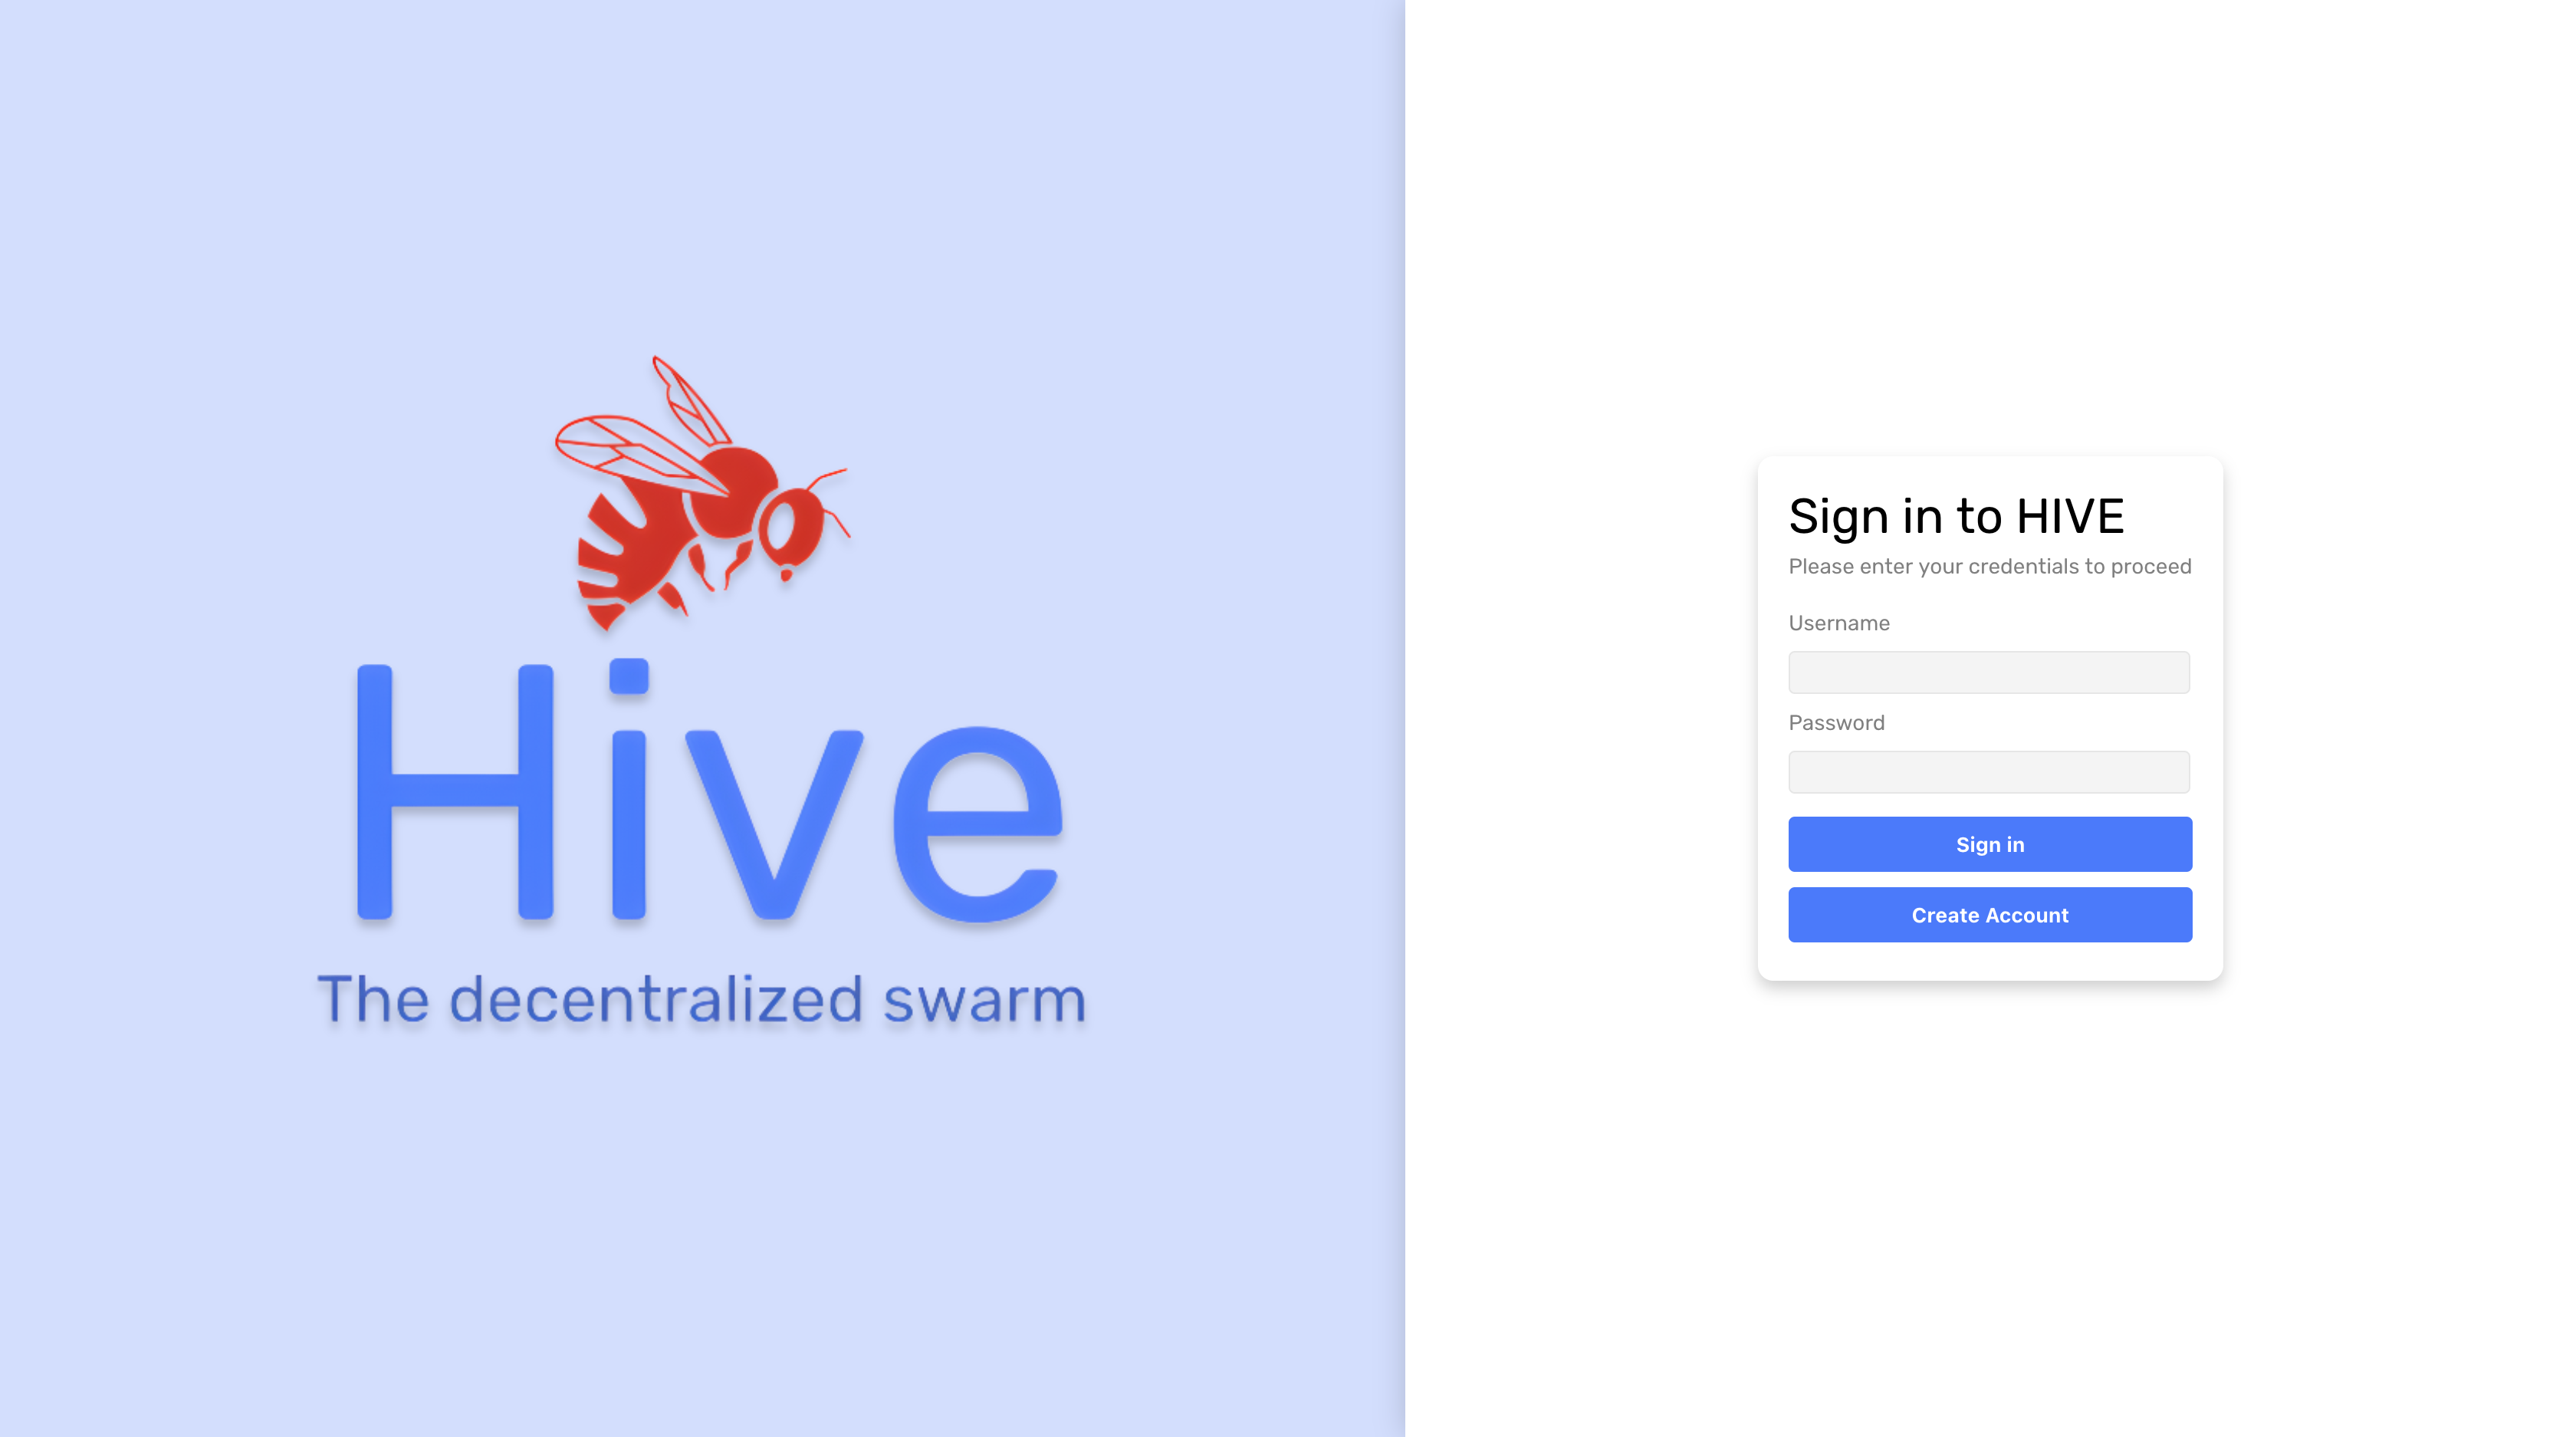 Hive
The decentralized swarm
Sign in to HIVE
Please enter your credentials to proceed
Username
Password
Sign in
Create Account